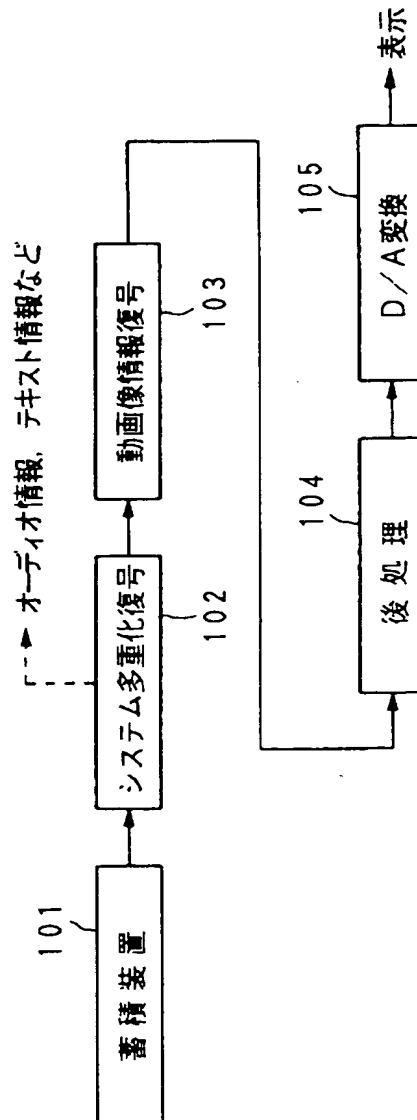 オーディオ情報, テキスト情報など
101
蓄積装置
システム多重化復号
102
動画像情報復号
103
後処理
104
D/A変換
105
表示